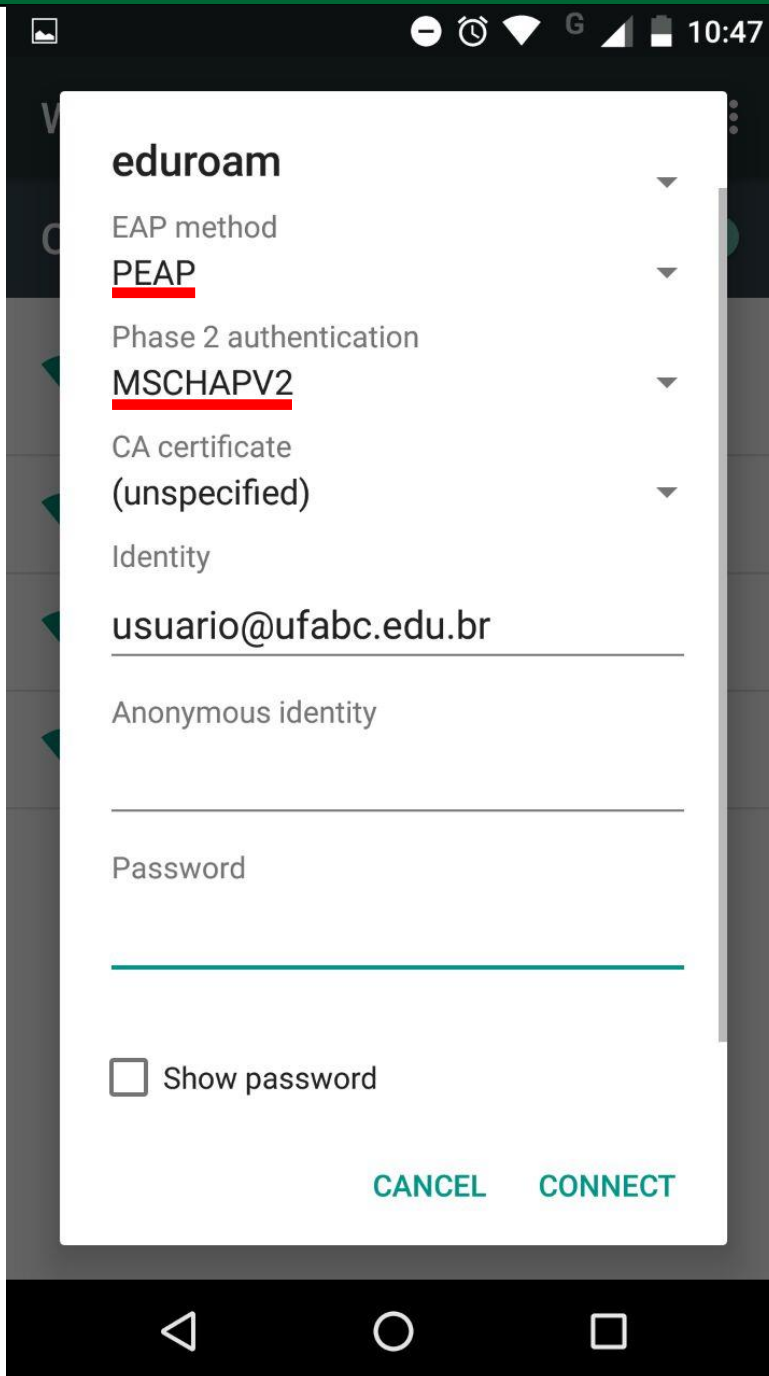 G 10:47
eduroam
EAP method
PEAP
Phase 2 authentication
MSCHAPV2
CA certificate
(unspecified)
Identity
usuario@ufabc.edu.br
Anonymous identity
Password
Show password
CANCEL CONNECT